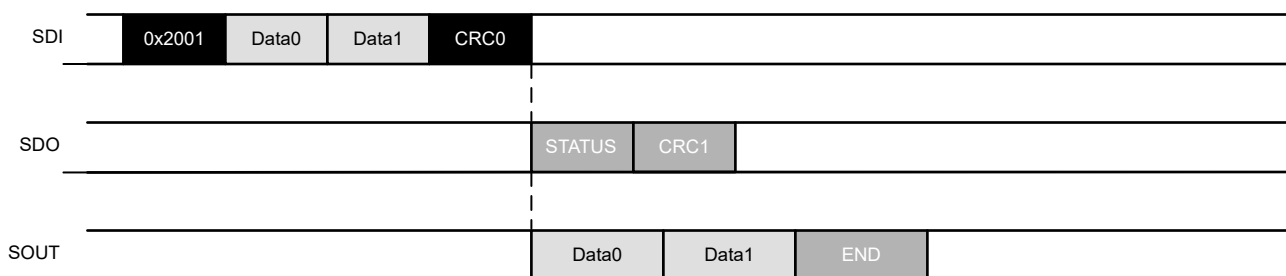 SDI 0x2001 Data0 Data1 CRC0
SDO STATUS CRC1
SOUT Data0 Data1 END